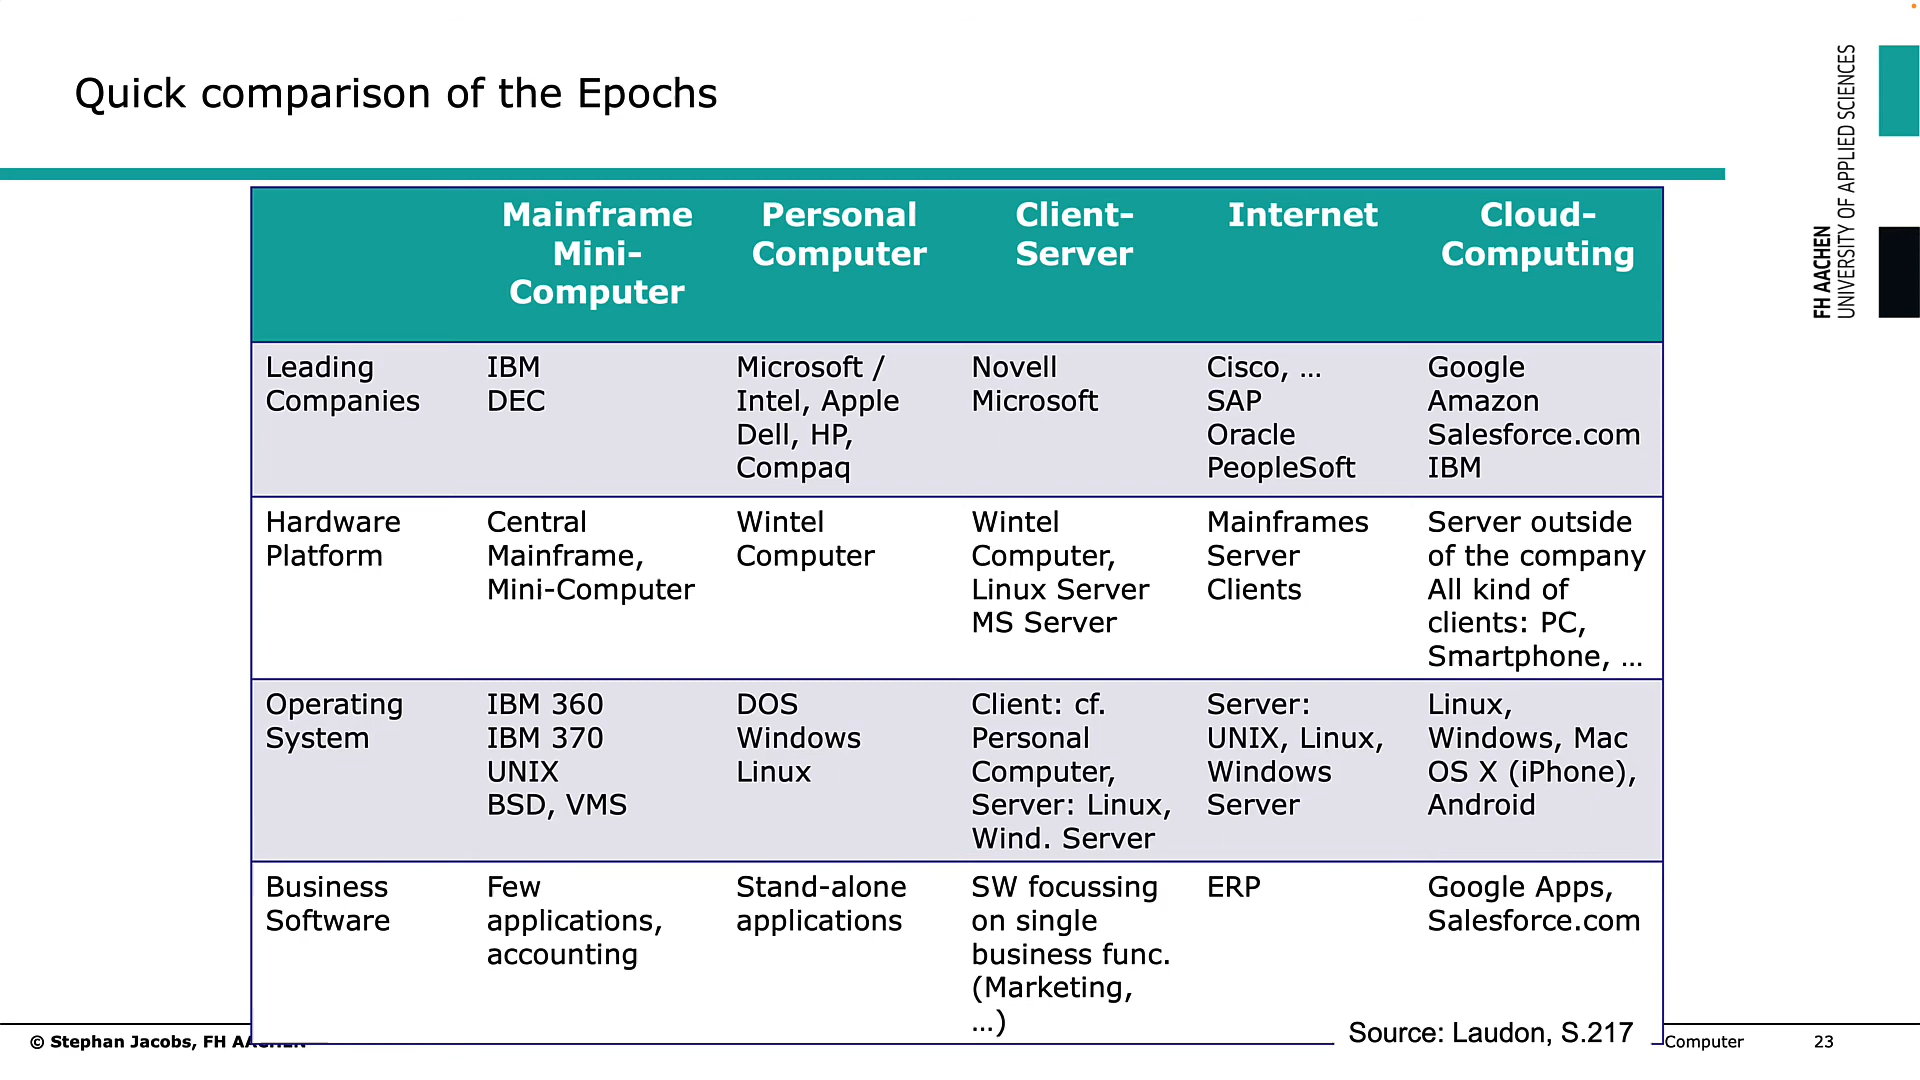 Quick comparison of the Epochs
FH AACHEN
UNIVERSITY OF APPLIED SCIENCES
Mainframe
Mini-
Computer
Personal
Computer
Client-
Server
Internet
Cloud-
Computing
Leading
Companies
IBM
DEC
Microsoft /
Intel, Apple
Dell, HP,
Compaq
Novell
Microsoft
Cisco, …
SAP
Oracle
PeopleSoft
Google
Amazon
Salesforce.com
IBM
Hardware
Platform
Central
Mainframe,
Mini-Computer
Wintel
Computer
Wintel
Computer,
Linux Server
MS Server
Mainframes
Server
Clients
Server outside
of the company
All kind of
clients: PC,
Smartphone, …
Operating
System
IBM 360
IBM 370
UNIX
BSD, VMS
DOS
Windows
Linux
Client: cf.
Personal
Computer,
Server: Linux,
Wind. Server
Server:
UNIX, Linux,
Windows
Server
Linux,
Windows, Mac
OS X (iPhone),
Android
Business
Software
Few
applications,
accounting
Stand-alone
applications
SW focussing
on single
business func.
(Marketing,
…)
ERP
Google Apps,
Salesforce.com
Source: Laudon, S.217
© Stephan Jacobs, FH AACHEN
Computer
23